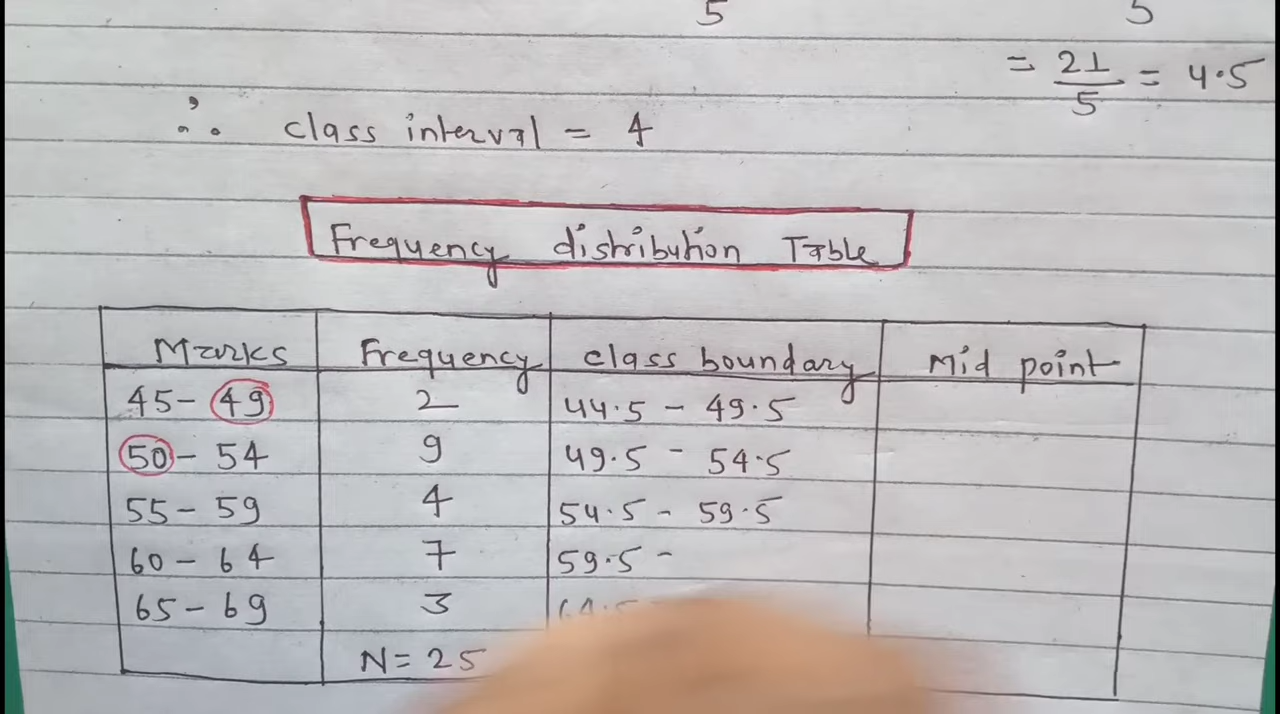 5 5
= 21/5 = 4.5
∴ class interval = 4
Frequency distribution Table
Marks Frequency class boundary Mid point
45 - 49 2 44.5 - 49.5
50 - 54 9 49.5 - 54.5
55 - 59 4 54.5 - 59.5
60 - 64 7 59.5 -
65 - 69 3
N = 25